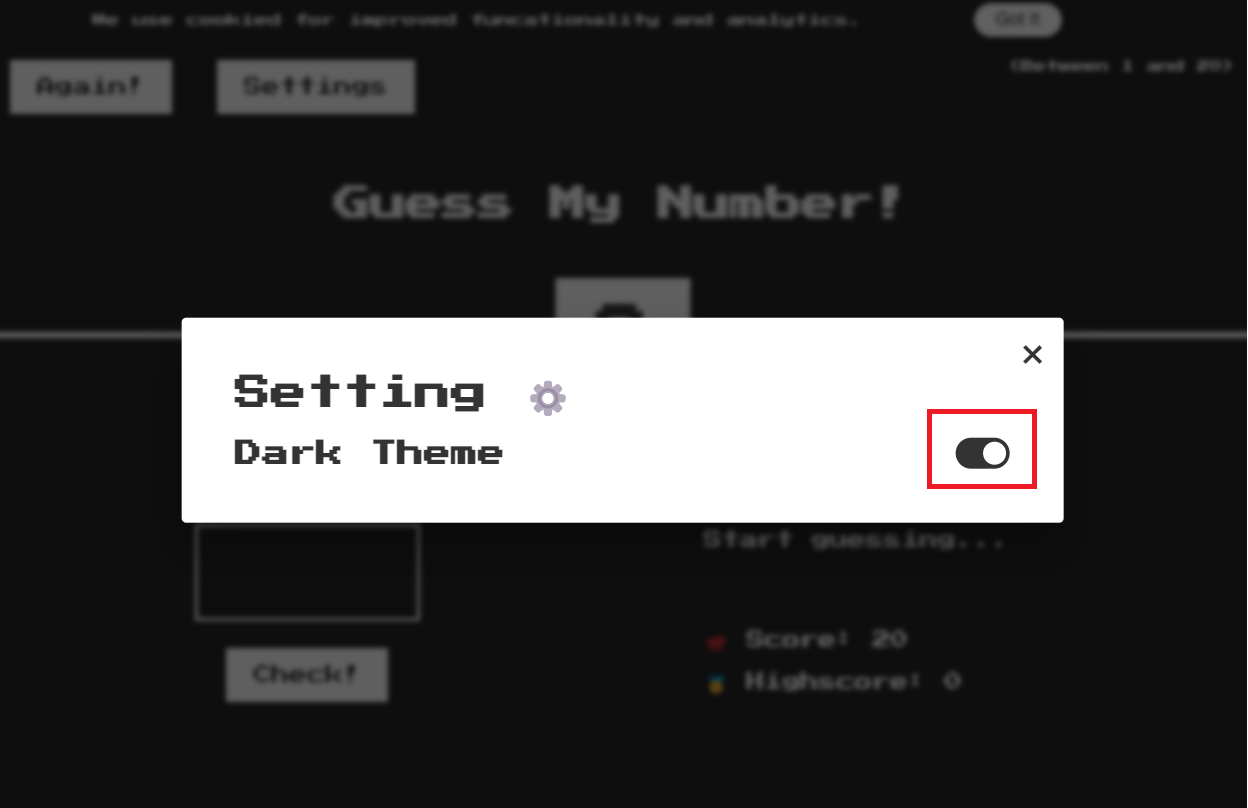 We use cookied for improved funcationality and analytics.
Got it
(Between 1 and 20)
Again!
Settings
Guess My Number!
Setting
Dark Theme
Start guessing...
Score: 20
Check!
Highscore: 0